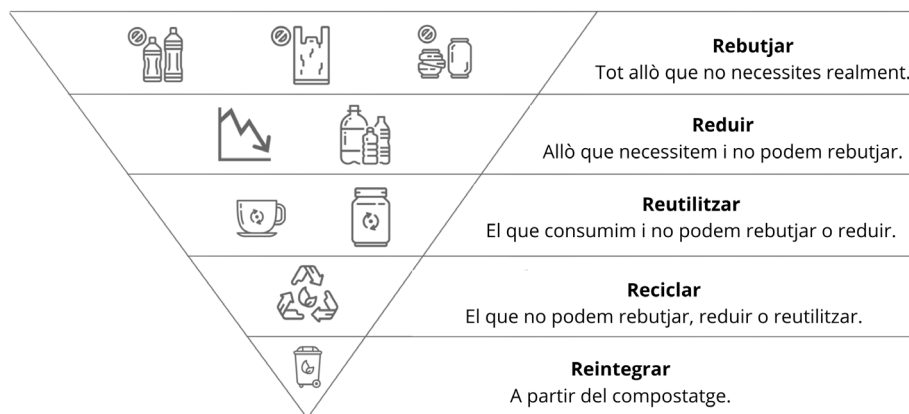 Rebutjar
Tot allò que no necessites realment.
Reduir
Allò que necessitem i no podem rebutjar.
Reutilitzar
El que consumim i no podem rebutjar o reduir.
Reciclar
El que no podem rebutjar, reduir o reutilitzar.
Reintegrar
A partir del compostatge.